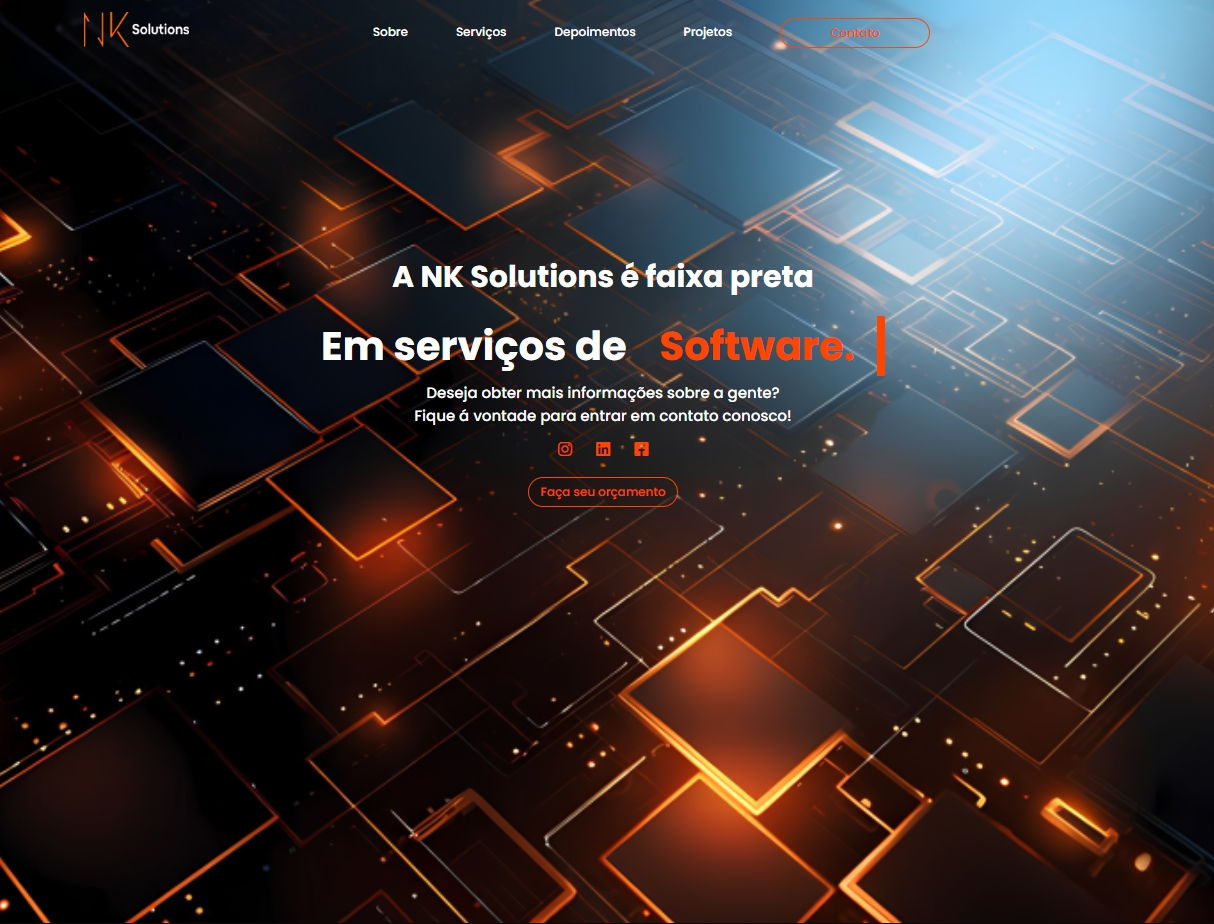 NK Solutions
Sobre Serviços Depoimentos Projetos Contato
A NK Solutions é faixa preta
Em serviços de Software.
Deseja obter mais informações sobre a gente?
Fique á vontade para entrar em contato conosco!
Faça seu orçamento